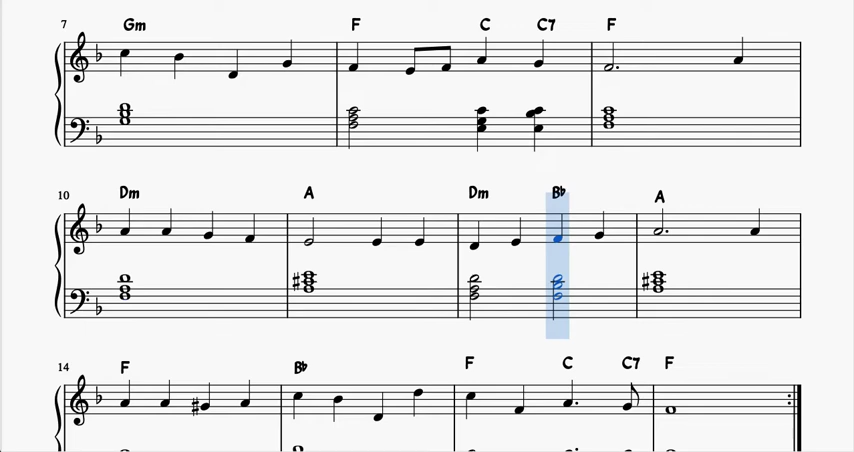 7 Gm F C C7 F
10 Dm A Dm B♭ A
14 F B♭ F C C7 F